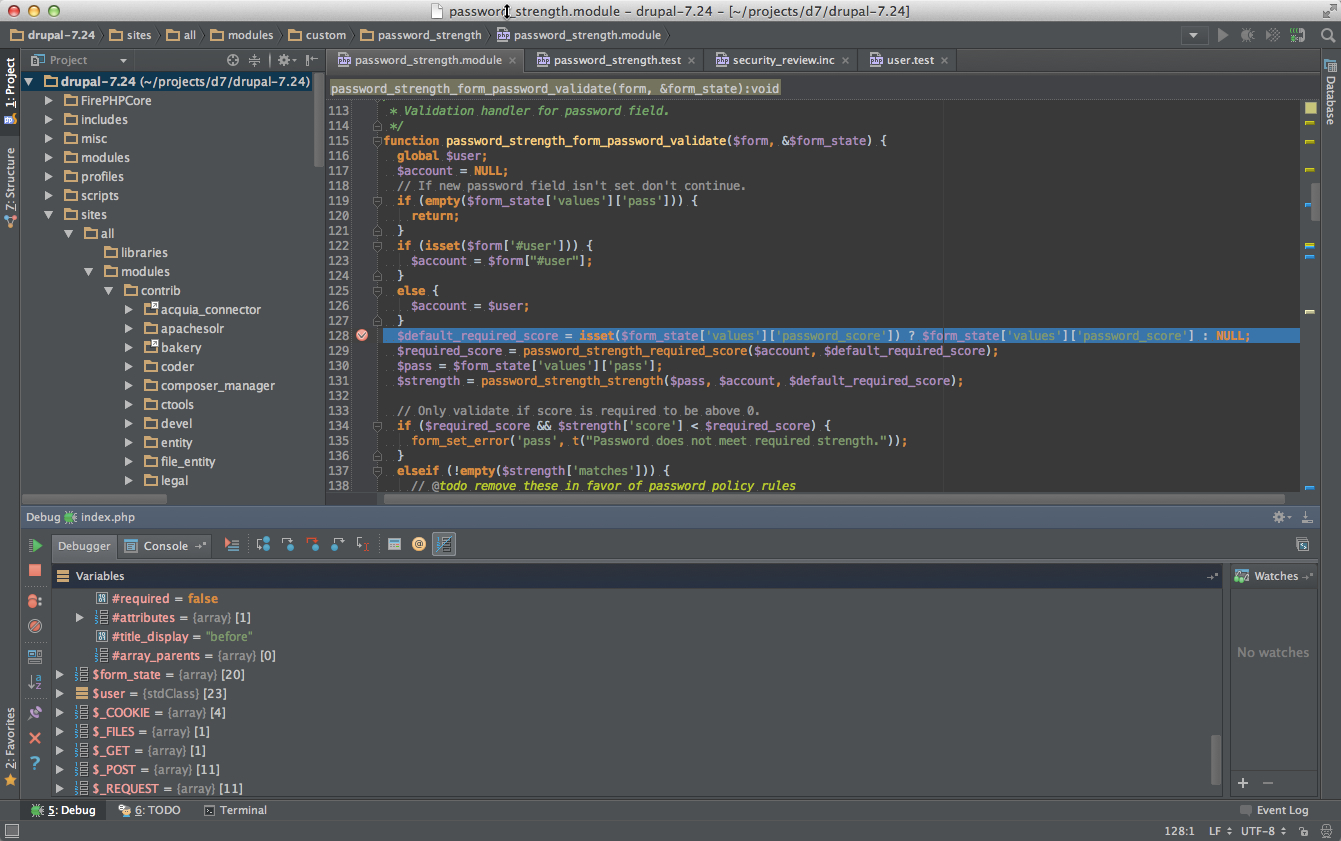 password_strength.module – drupal-7.24 – [~/projects/d7/drupal-7.24]
drupal-7.24 sites all modules custom password_strength password_strength.module
1: Project
Z: Structure
2: Favorites
Database
Project
drupal-7.24 (~/projects/d7/drupal-7.24)
FirePHPCore
includes
misc
modules
profiles
scripts
sites
all
libraries
modules
contrib
acquia_connector
apachesolr
bakery
coder
composer_manager
ctools
devel
entity
file_entity
legal
password_strength.module password_strength.test security_review.inc user.test
password_strength_form_password_validate(form, &form_state):void
113 * Validation handler for password field.
114 */
115 function password_strength_form_password_validate($form, &$form_state) {
116 global $user;
117 $account = NULL;
118 // If new password field isn't set don't continue.
119 if (empty($form_state['values']['pass'])) {
120 return;
121 }
122 if (isset($form['#user'])) {
123 $account = $form["#user"];
124 }
125 else {
126 $account = $user;
127 }
128 $default_required_score = isset($form_state['values']['password_score']) ? $form_state['values']['password_score'] : NULL;
129 $required_score = password_strength_required_score($account, $default_required_score);
130 $pass = $form_state['values']['pass'];
131 $strength = password_strength_strength($pass, $account, $default_required_score);
132
133 // Only validate if score is required to be above 0.
134 if ($required_score && $strength['score'] < $required_score) {
135 form_set_error('pass', t("Password does not meet required strength."));
136 }
137 elseif (!empty($strength['matches'])) {
138 // @todo remove these in favor of password policy rules
Debug index.php
Debugger Console
Variables
#required = false
#attributes = {array} [1]
#title_display = "before"
#array_parents = {array} [0]
$form_state = {array} [20]
$user = {stdClass} [23]
$_COOKIE = {array} [4]
$_FILES = {array} [1]
$_GET = {array} [1]
$_POST = {array} [11]
$_REQUEST = {array} [11]
Watches
No watches
5: Debug 6: TODO Terminal Event Log
128:1 LF UTF-8